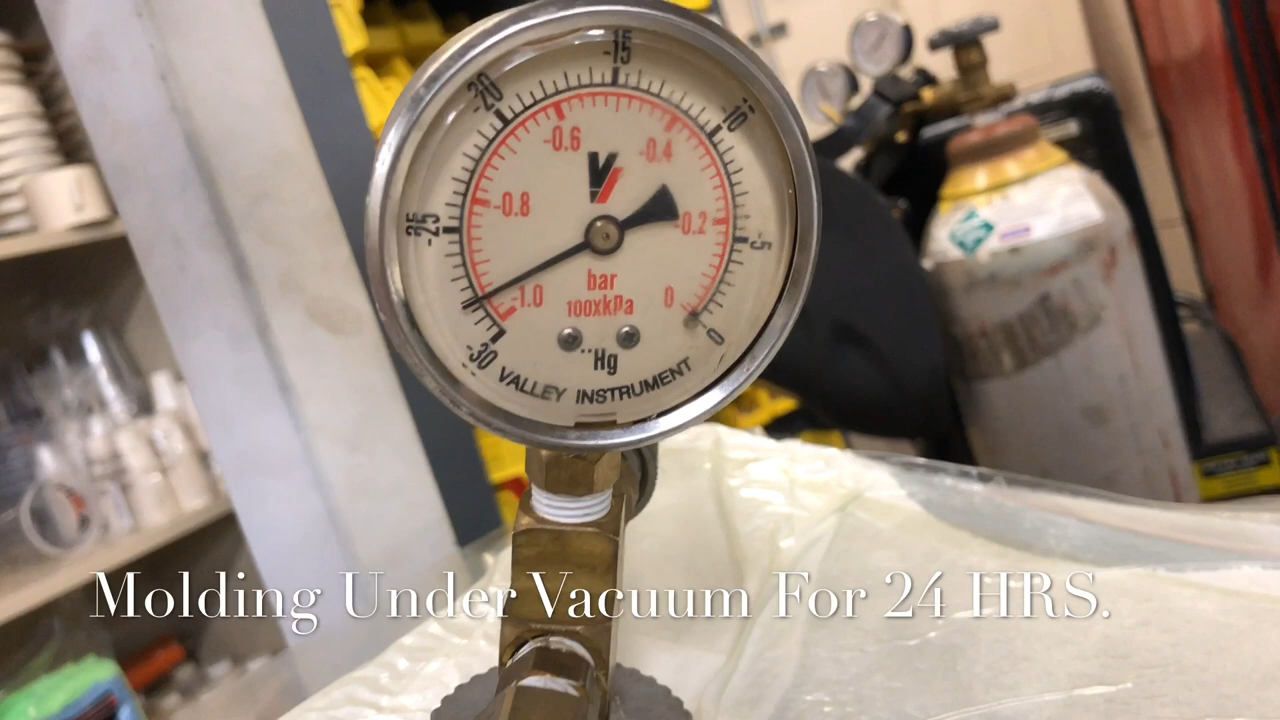 -15
-20
-10
-0.6
-0.4
V
-0.8
-0.2
-25
-5
bar
-1.0
0
100xkPa
-30
"Hg
0
VALLEY INSTRUMENT
Molding Under Vacuum For 24 HRS.